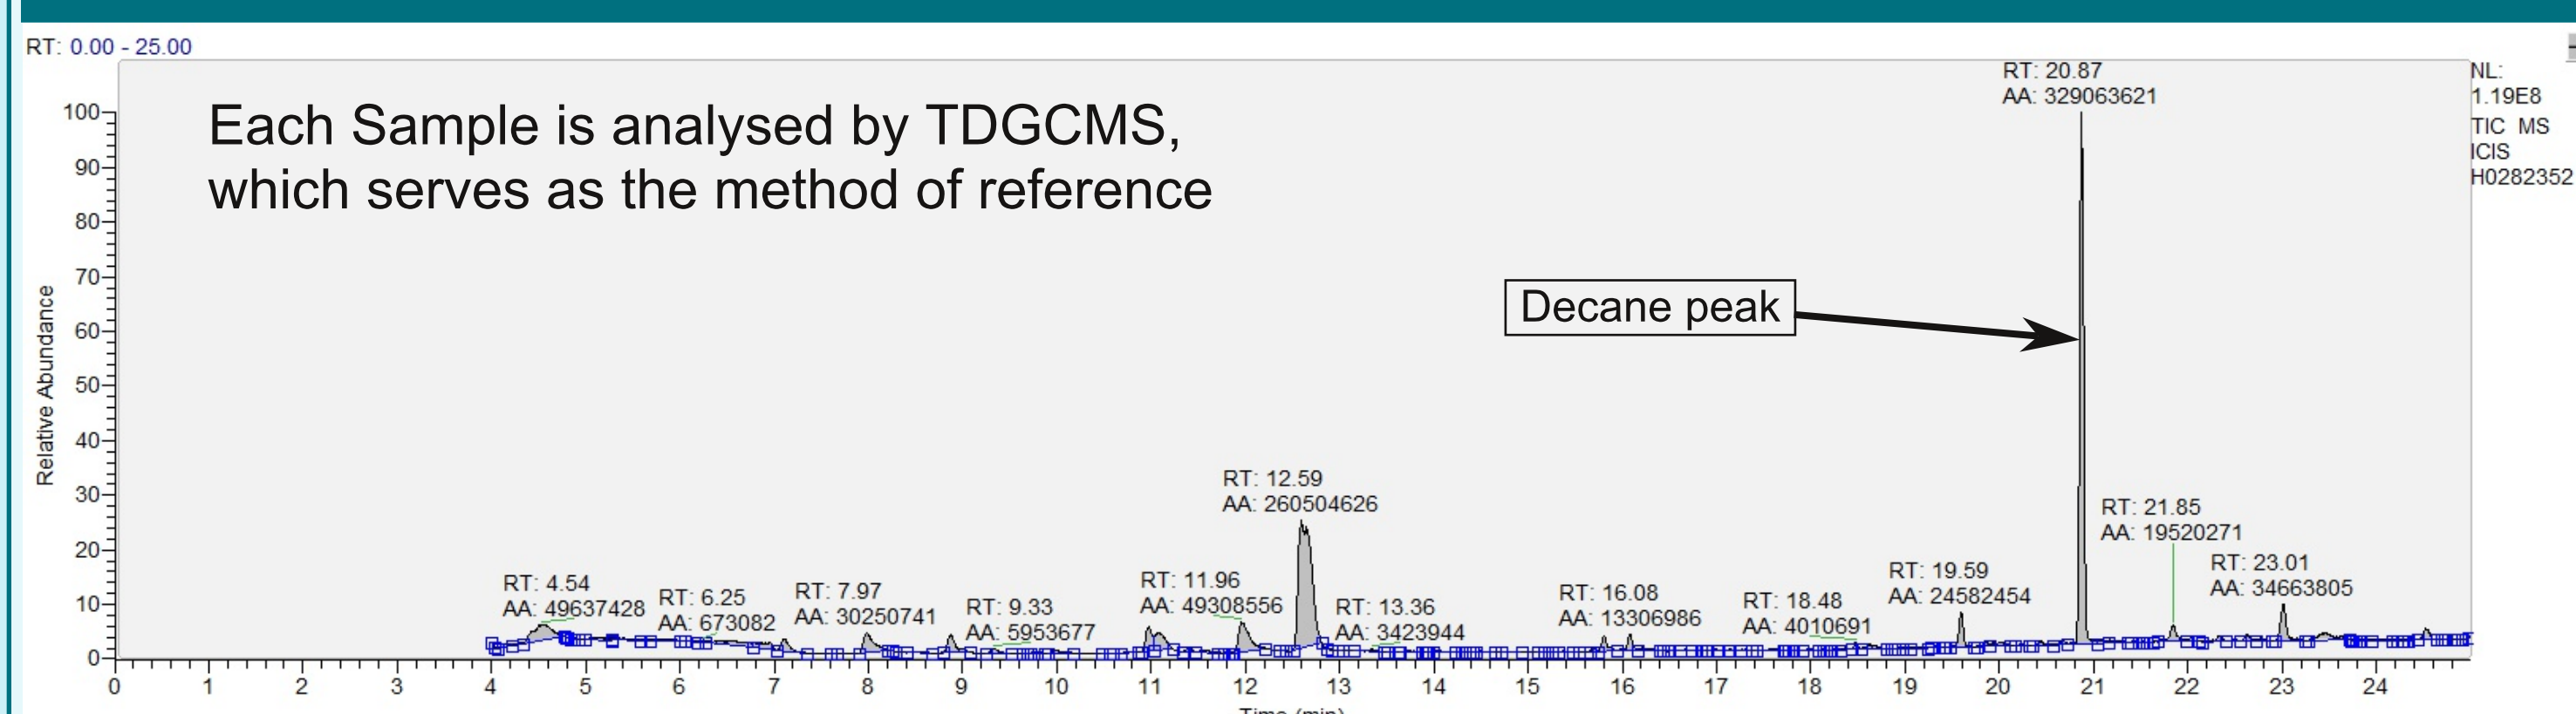 RT: 0.00 - 25.00
Each Sample is analysed by TDGCMS,
which serves as the method of reference
RT: 20.87
AA: 329063621
NL:
1.19E8
TIC MS
ICIS
H0282352
Decane peak
Relative Abundance
100
90
80
70
60
50
40
30
20
10
0
RT: 4.54
AA: 49637428
RT: 6.25
AA: 673082
RT: 7.97
AA: 30250741
RT: 9.33
AA: 5953677
RT: 11.96
AA: 49308556
RT: 12.59
AA: 260504626
RT: 13.36
AA: 3423944
RT: 16.08
AA: 13306986
RT: 18.48
AA: 4010691
RT: 19.59
AA: 24582454
RT: 21.85
AA: 19520271
RT: 23.01
AA: 34663805
0 1 2 3 4 5 6 7 8 9 10 11 12 13 14 15 16 17 18 19 20 21 22 23 24
Time (min)